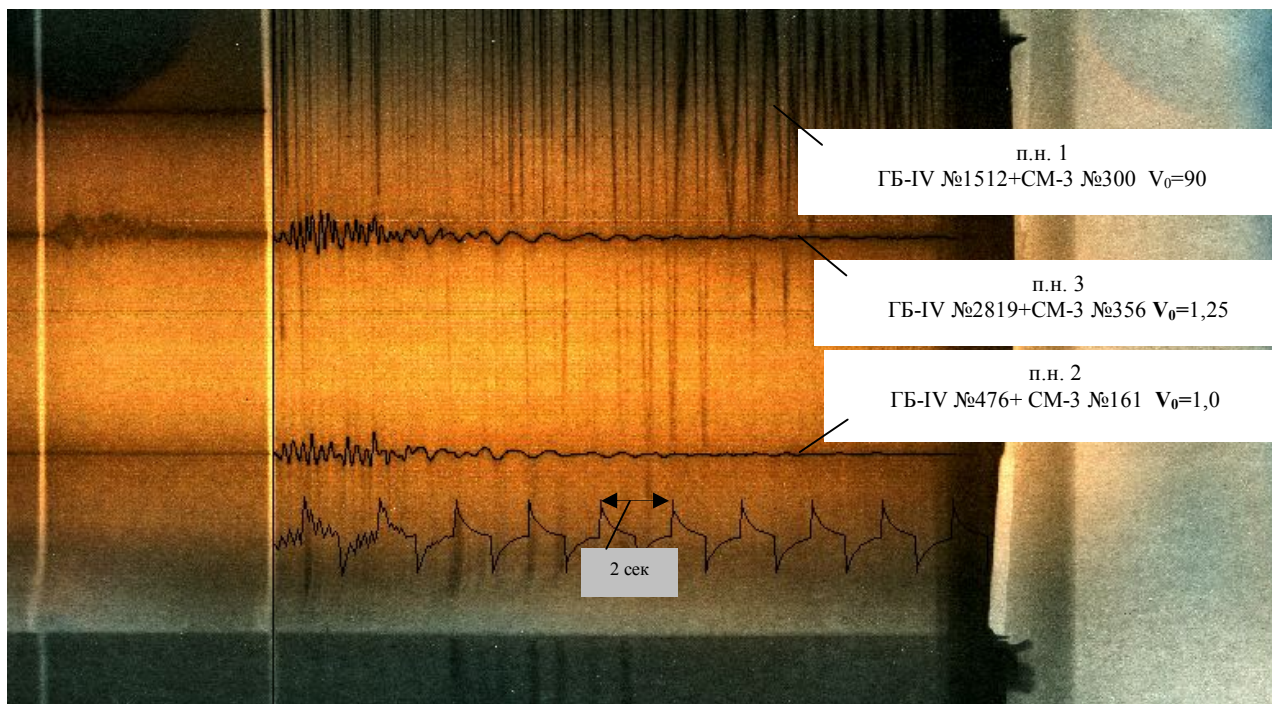 п.н. 1
ГБ-IV №1512+СМ-3 №300 V₀=90
п.н. 3
ГБ-IV №2819+СМ-3 №356 V₀=1,25
п.н. 2
ГБ-IV №476+ СМ-3 №161 V₀=1,0
2 сек